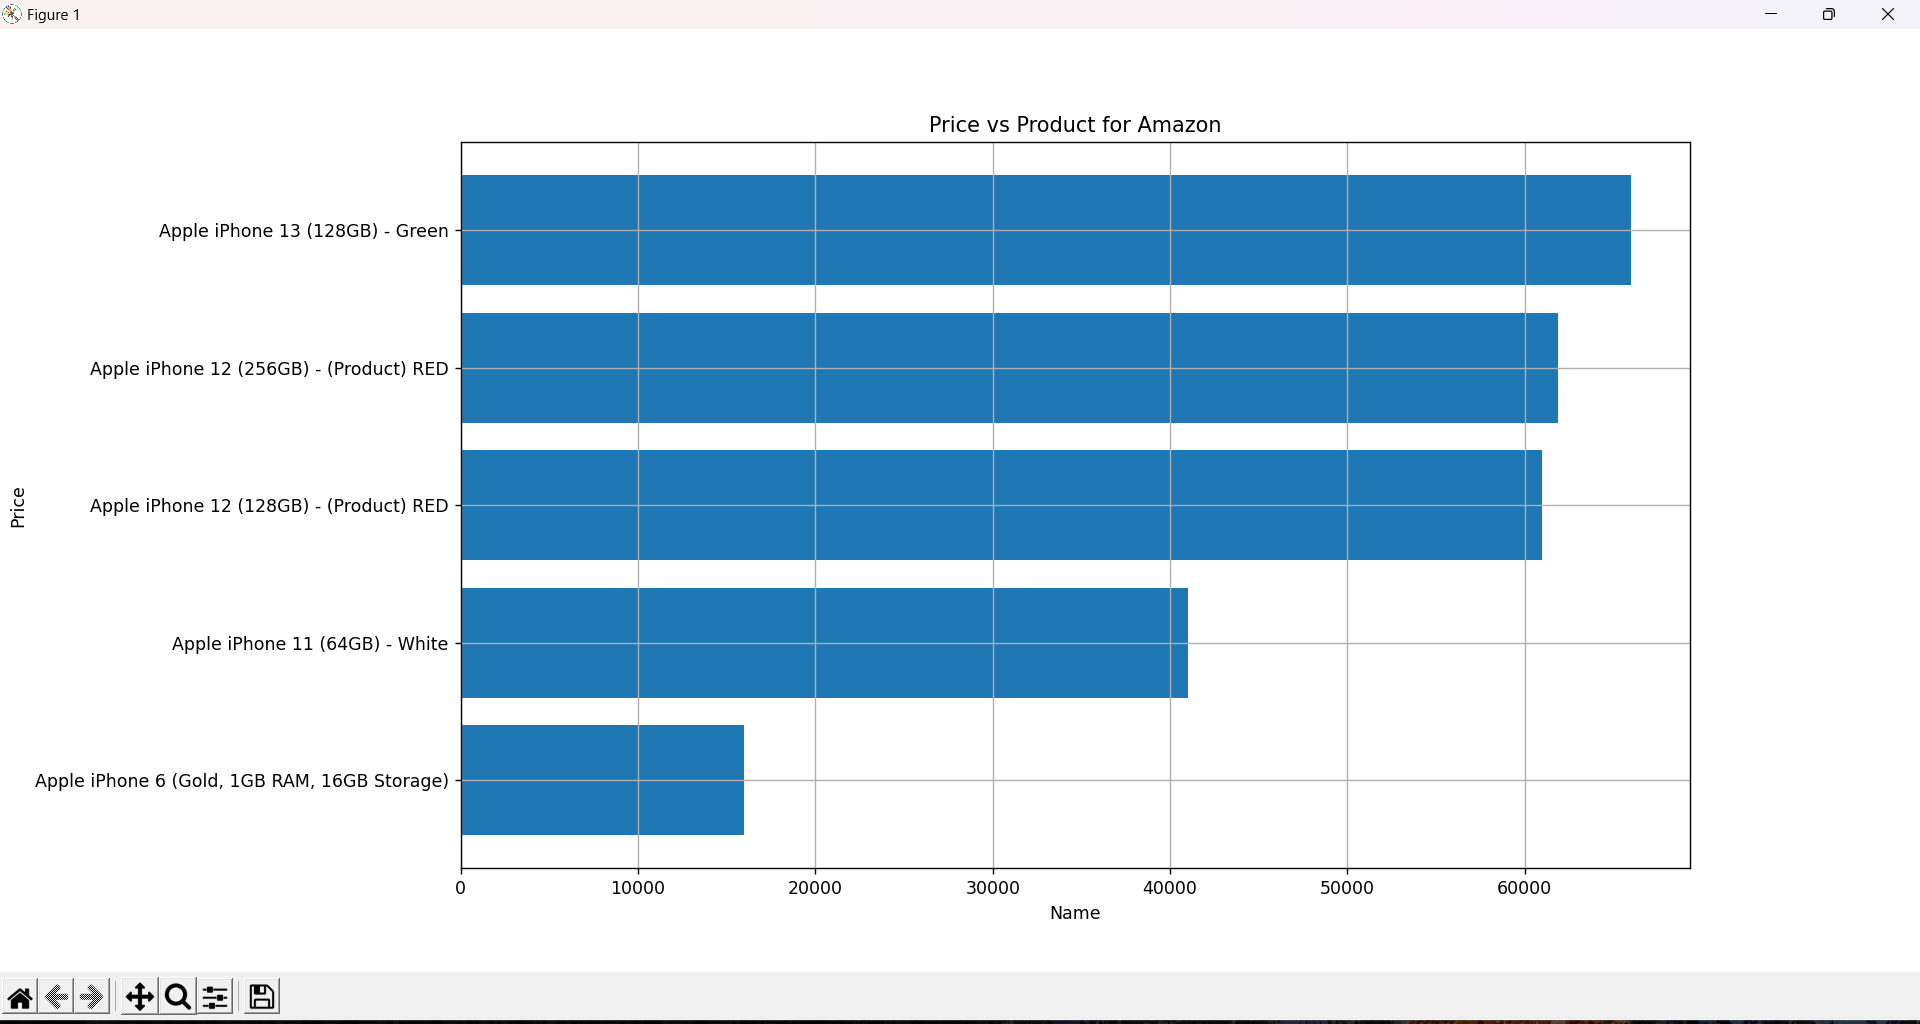 Figure 1
Price vs Product for Amazon
Apple iPhone 13 (128GB) - Green
Apple iPhone 12 (256GB) - (Product) RED
Apple iPhone 12 (128GB) - (Product) RED
Apple iPhone 11 (64GB) - White
Apple iPhone 6 (Gold, 1GB RAM, 16GB Storage)
Price
0 10000 20000 30000 40000 50000 60000
Name